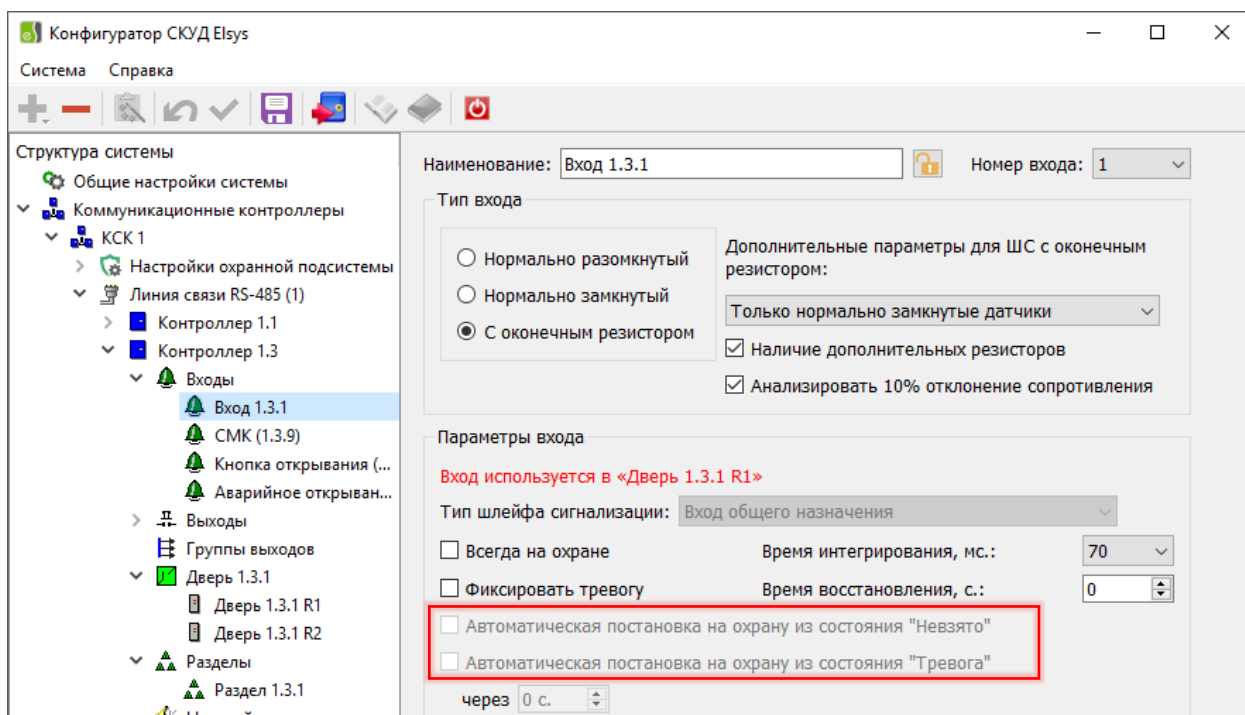 Конфигуратор СКУД Elsys
Система Справка
Структура системы
Общие настройки системы
Коммуникационные контроллеры
КСК 1
Настройки охранной подсистемы
Линия связи RS-485 (1)
Контроллер 1.1
Контроллер 1.3
Входы
Вход 1.3.1
СМК (1.3.9)
Кнопка открывания (...
Аварийное открыван...
Выходы
Группы выходов
Дверь 1.3.1
Дверь 1.3.1 R1
Дверь 1.3.1 R2
Разделы
Раздел 1.3.1
Наименование: Вход 1.3.1 Номер входа: 1
Тип входа
Нормально разомкнутый
Нормально замкнутый
С оконечным резистором
Дополнительные параметры для ШС с оконечным
резистором:
Только нормально замкнутые датчики
Наличие дополнительных резисторов
Анализировать 10% отклонение сопротивления
Параметры входа
Вход используется в «Дверь 1.3.1 R1»
Тип шлейфа сигнализации: Вход общего назначения
Всегда на охране Время интегрирования, мс.: 70
Фиксировать тревогу Время восстановления, с.: 0
Автоматическая постановка на охрану из состояния "Невзято"
Автоматическая постановка на охрану из состояния "Тревога"
через 0 с.